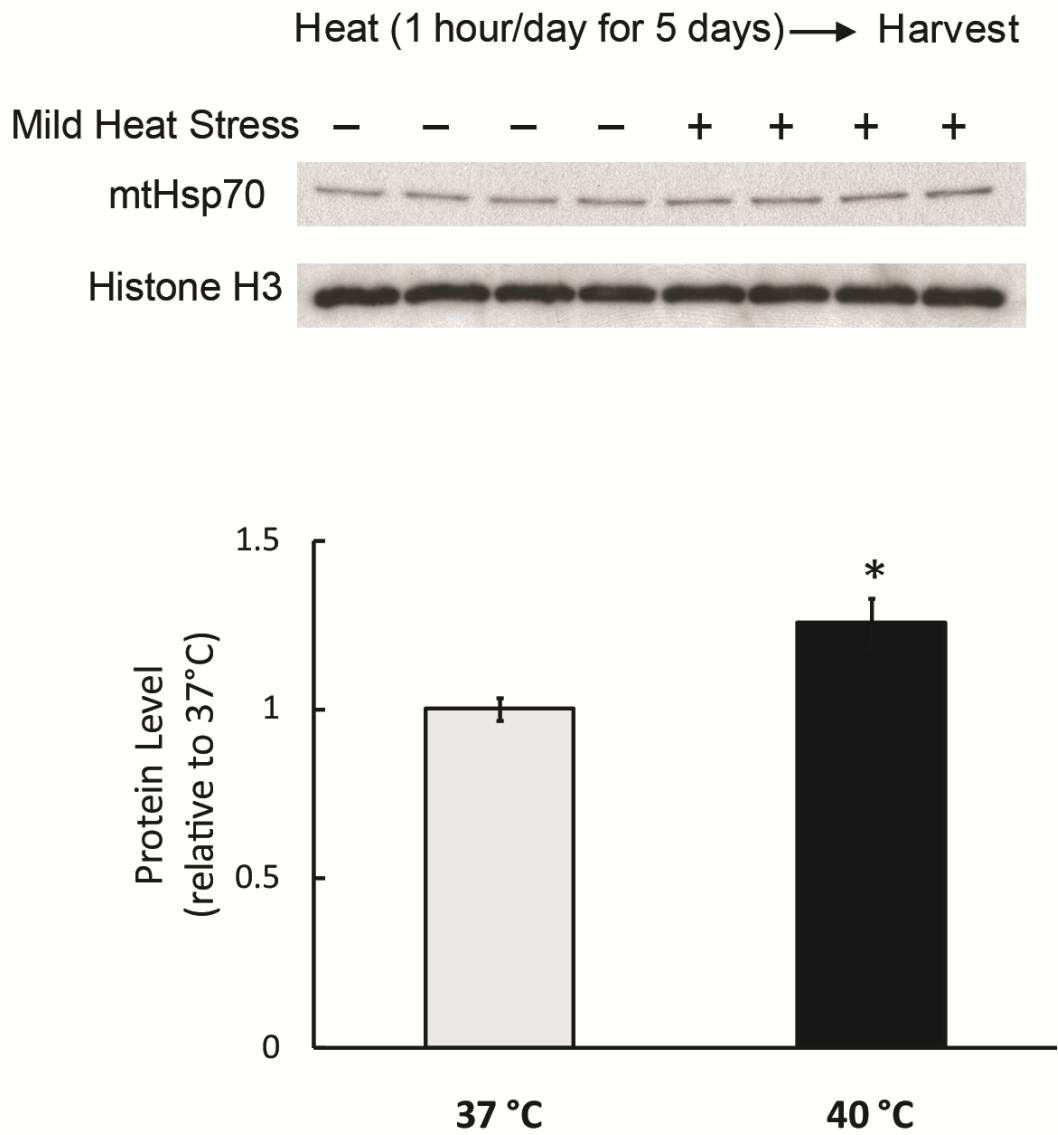 Heat (1 hour/day for 5 days) → Harvest
Mild Heat Stress – – – – + + + +
mtHsp70
Histone H3
1.5
*
1
0.5
0
Protein Level
(relative to 37°C)
37 °C 40 °C